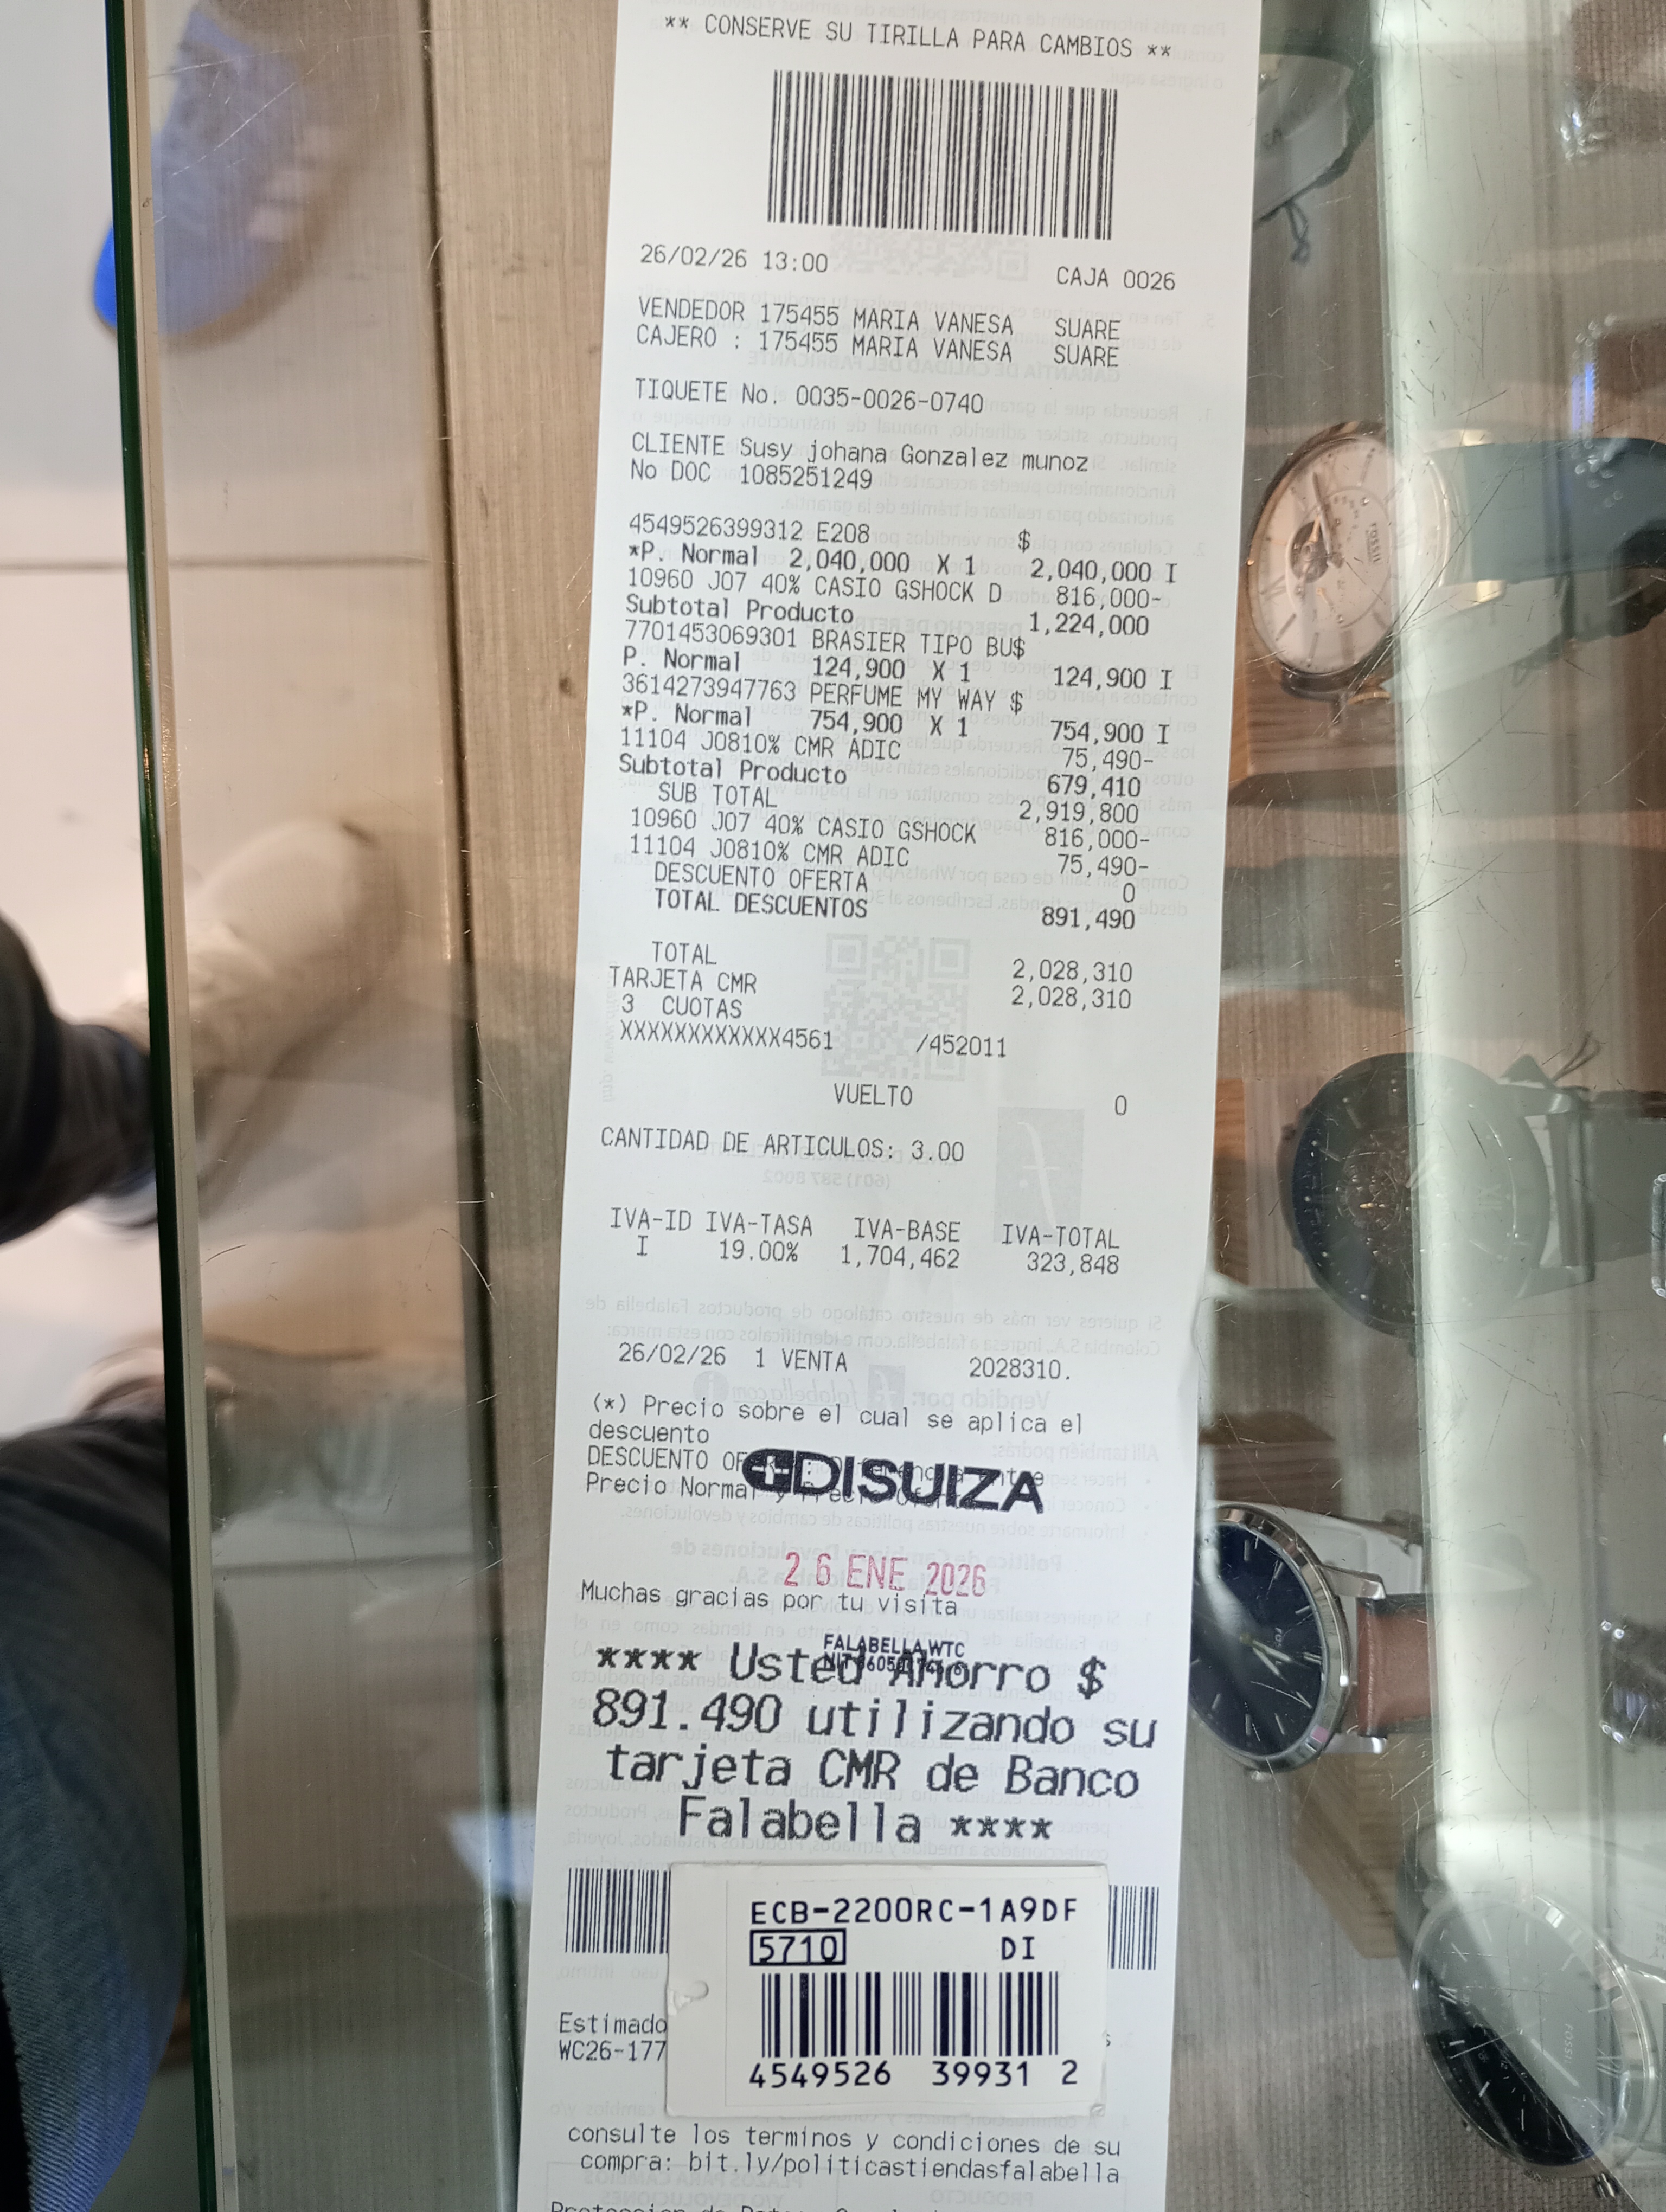 ** CONSERVE SU TIRILLA PARA CAMBIOS **
26/02/26 13:00 CAJA 0026
VENDEDOR 175455 MARIA VANESA SUARE
CAJERO : 175455 MARIA VANESA SUARE
TIQUETE No. 0035-0026-0740
CLIENTE Susy johana Gonzalez munoz
No DOC 1085251249
4549526399312 E208 $
*P. Normal 2,040,000 X 1 2,040,000 I
10960 J07 40% CASIO GSHOCK D 816,000-
Subtotal Producto 1,224,000
7701453069301 BRASIER TIPO BU$
P. Normal 124,900 X 1 124,900 I
3614273947763 PERFUME MY WAY $
*P. Normal 754,900 X 1 754,900 I
11104 J0810% CMR ADIC 75,490-
Subtotal Producto 679,410
SUB TOTAL 2,919,800
10960 J07 40% CASIO GSHOCK 816,000-
11104 J0810% CMR ADIC 75,490-
DESCUENTO OFERTA 0
TOTAL DESCUENTOS 891,490
TOTAL 2,028,310
TARJETA CMR 2,028,310
3 CUOTAS
XXXXXXXXXXXX4561 /452011
VUELTO 0
CANTIDAD DE ARTICULOS: 3.00
IVA-ID IVA-TASA IVA-BASE IVA-TOTAL
I 19.00% 1,704,462 323,848
26/02/26 1 VENTA 2028310.
(*) Precio sobre el cual se aplica el
descuento
DESCUENTO
Precio Normal y
DISUIZA
26 ENE 2026
Muchas gracias por tu visita
FALABELLA WTC
**** Usted Ahorro $
891.490 utilizando su
tarjeta CMR de Banco
Falabella ****
ECB-2200RC-1A9DF
5710 DI
4549526 39931 2
Estimado
WC26-177
consulte los terminos y condiciones de su
compra: bit.ly/politicastiendasfalabella